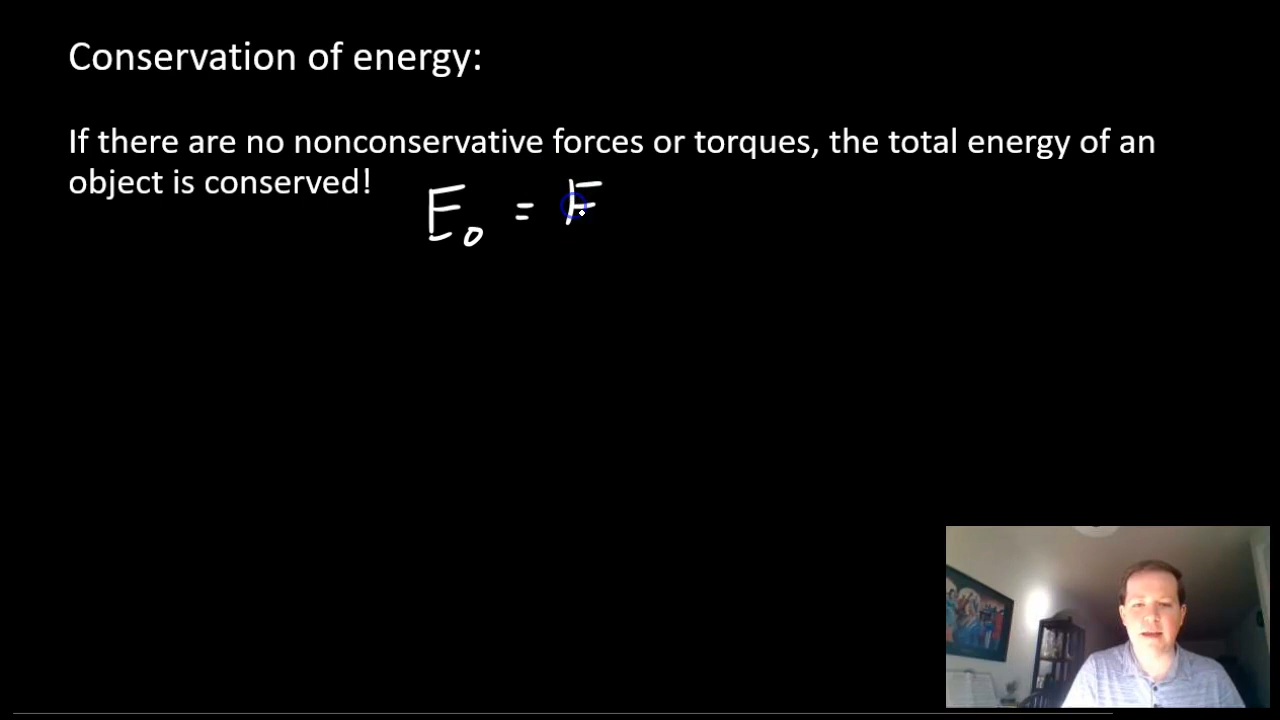 Conservation of energy:
If there are no nonconservative forces or torques, the total energy of an
object is conserved!
E₀ = E